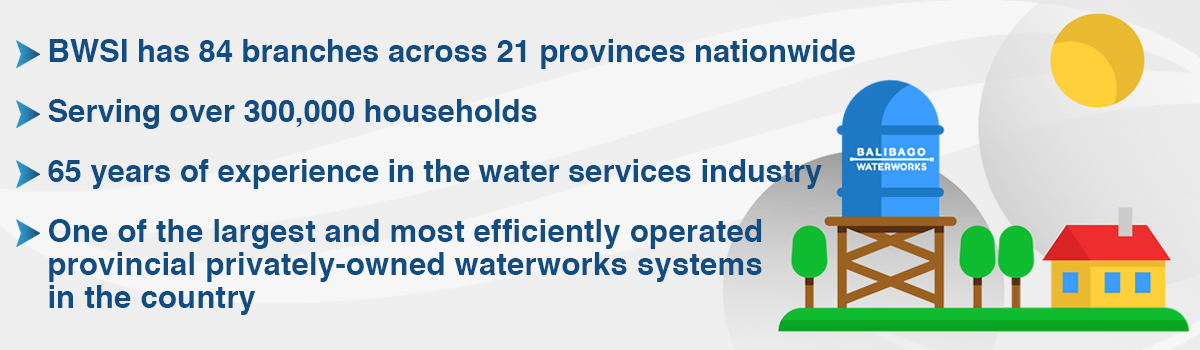 BWSI has 84 branches across 21 provinces nationwide
Serving over 300,000 households
65 years of experience in the water services industry
One of the largest and most efficiently operated
provincial privately-owned waterworks systems
in the country
BALIBAGO
WATERWORKS